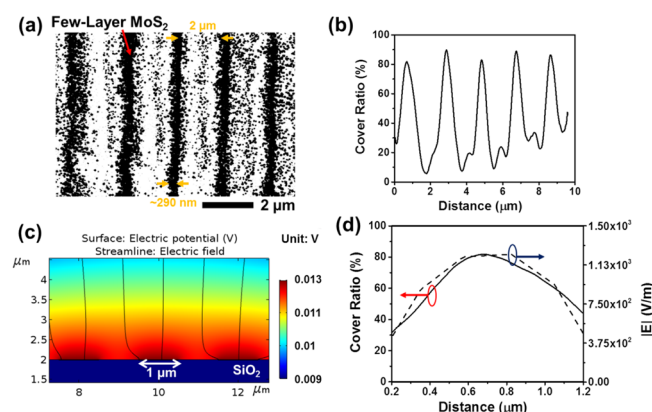 (a)
Few-Layer MoS₂
2 μm
~290 nm
2 μm
(b)
Cover Ratio (%)
100
80
60
40
20
0
0 2 4 6 8 10
Distance (μm)
(c)
Surface: Electric potential (V)
Streamline: Electric field
Unit: V
μm
4
3.5
3
2.5
2
1.5
1 μm
SiO₂
8 10 12
μm
0.013
0.012
0.01
0.009
(d)
Cover Ratio (%)
100
80
60
40
20
0
0.2 0.4 0.6 0.8 1.0 1.2
Distance (μm)
1.50x10³
1.13x10³
7.50x10²
3.75x10²
0.00
|E| (V/m)